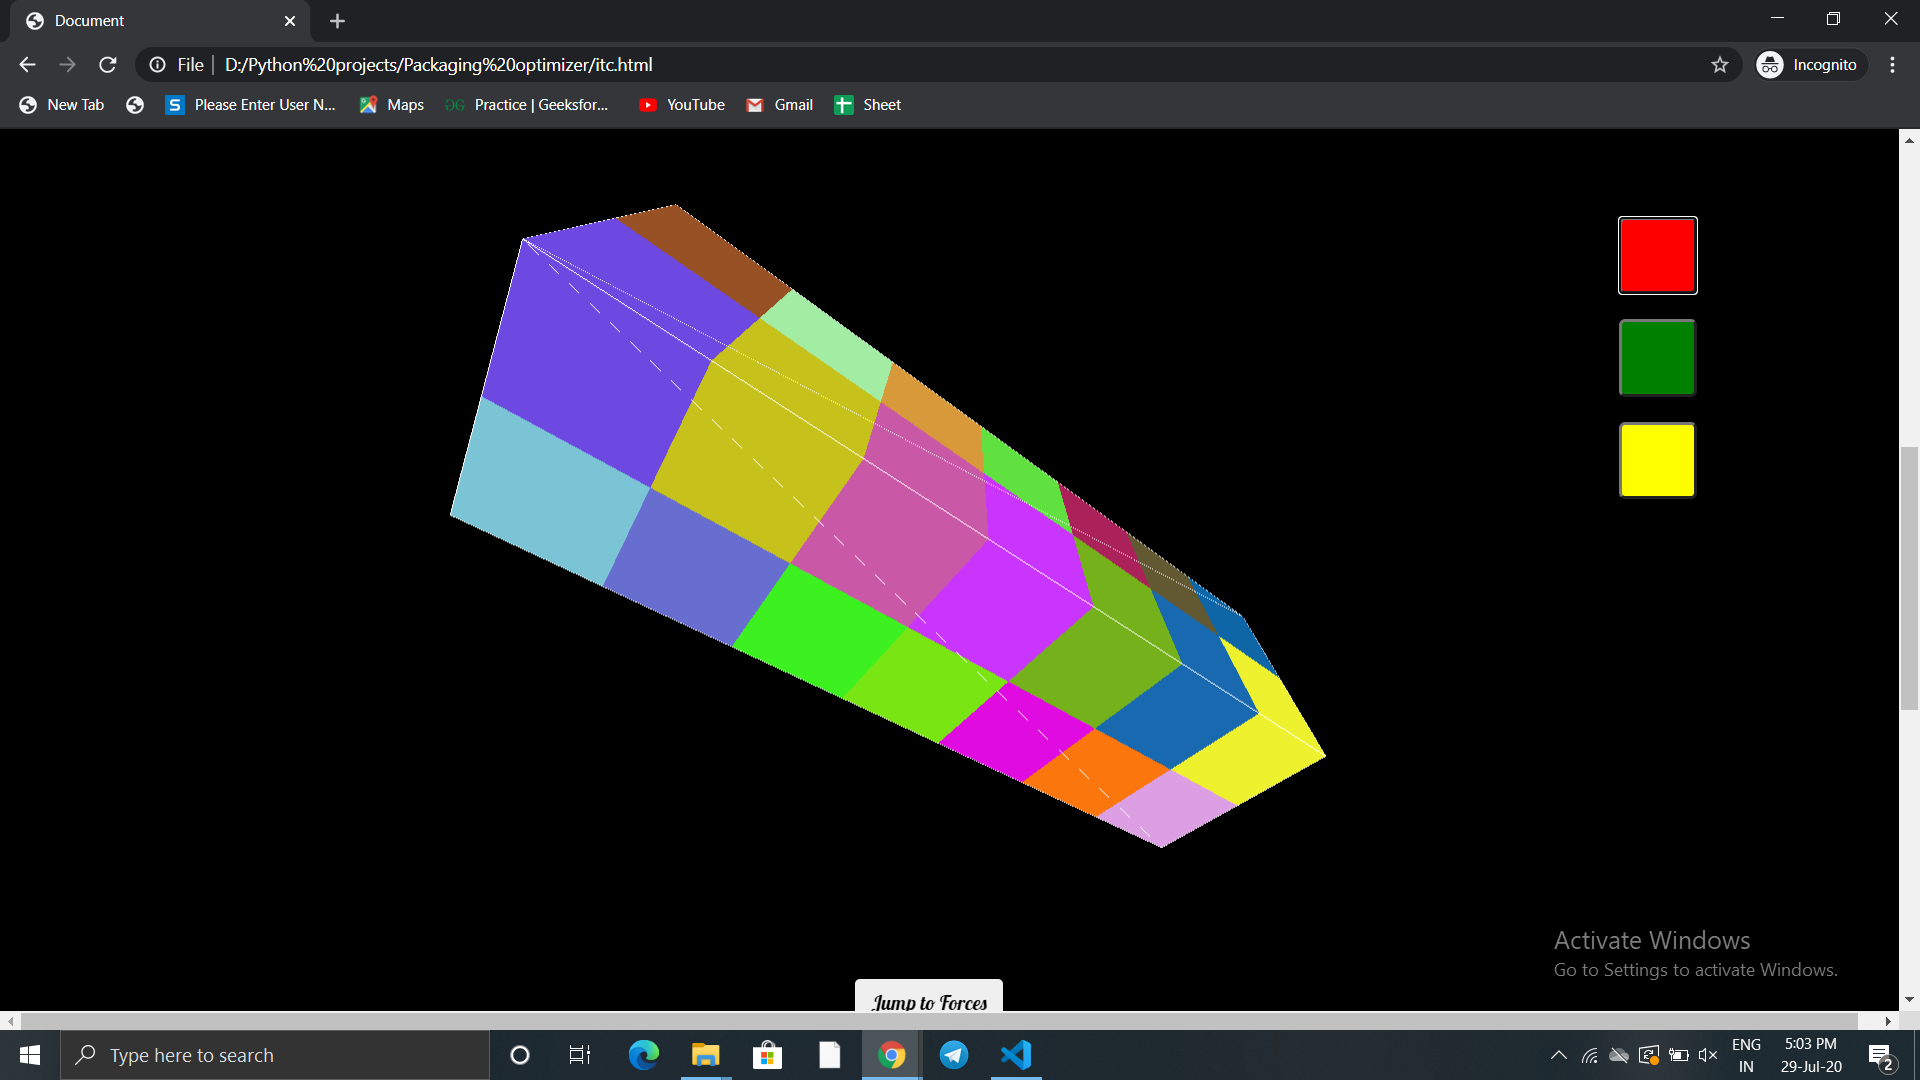 Document
File
D:/Python%20projects/Packaging%20optimizer/itc.html
Incognito
New Tab
S
Please Enter User N...
Maps
GG
Practice | Geeksfor...
YouTube
Gmail
Sheet
Activate Windows
Go to Settings to activate Windows.
Jump to Forces
Type here to search
ENG
IN
5:03 PM
29-Jul-20
2